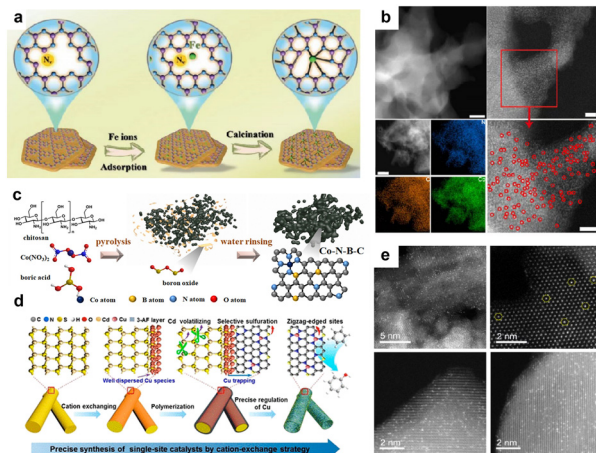 a
Nv
Nv
Fe
Fe ions
Adsorption
Calcination
b
c
chitosan
Co(NO3)2
boric acid
pyrolysis
boron oxide
water rinsing
Co–N–B–C
Co atom
B atom
N atom
O atom
d
C N S H O Cd Cu 3-AF layer
Cd volatilizing
Selective sulfuration
Zigzag-edged sites
Well dispersed Cu species
Cu trapping
Cation exchanging
Polymerization
Precise regulation
of Cu
Precise synthesis of single-site catalysts by cation-exchange strategy
e
5 nm
2 nm
2 nm
2 nm